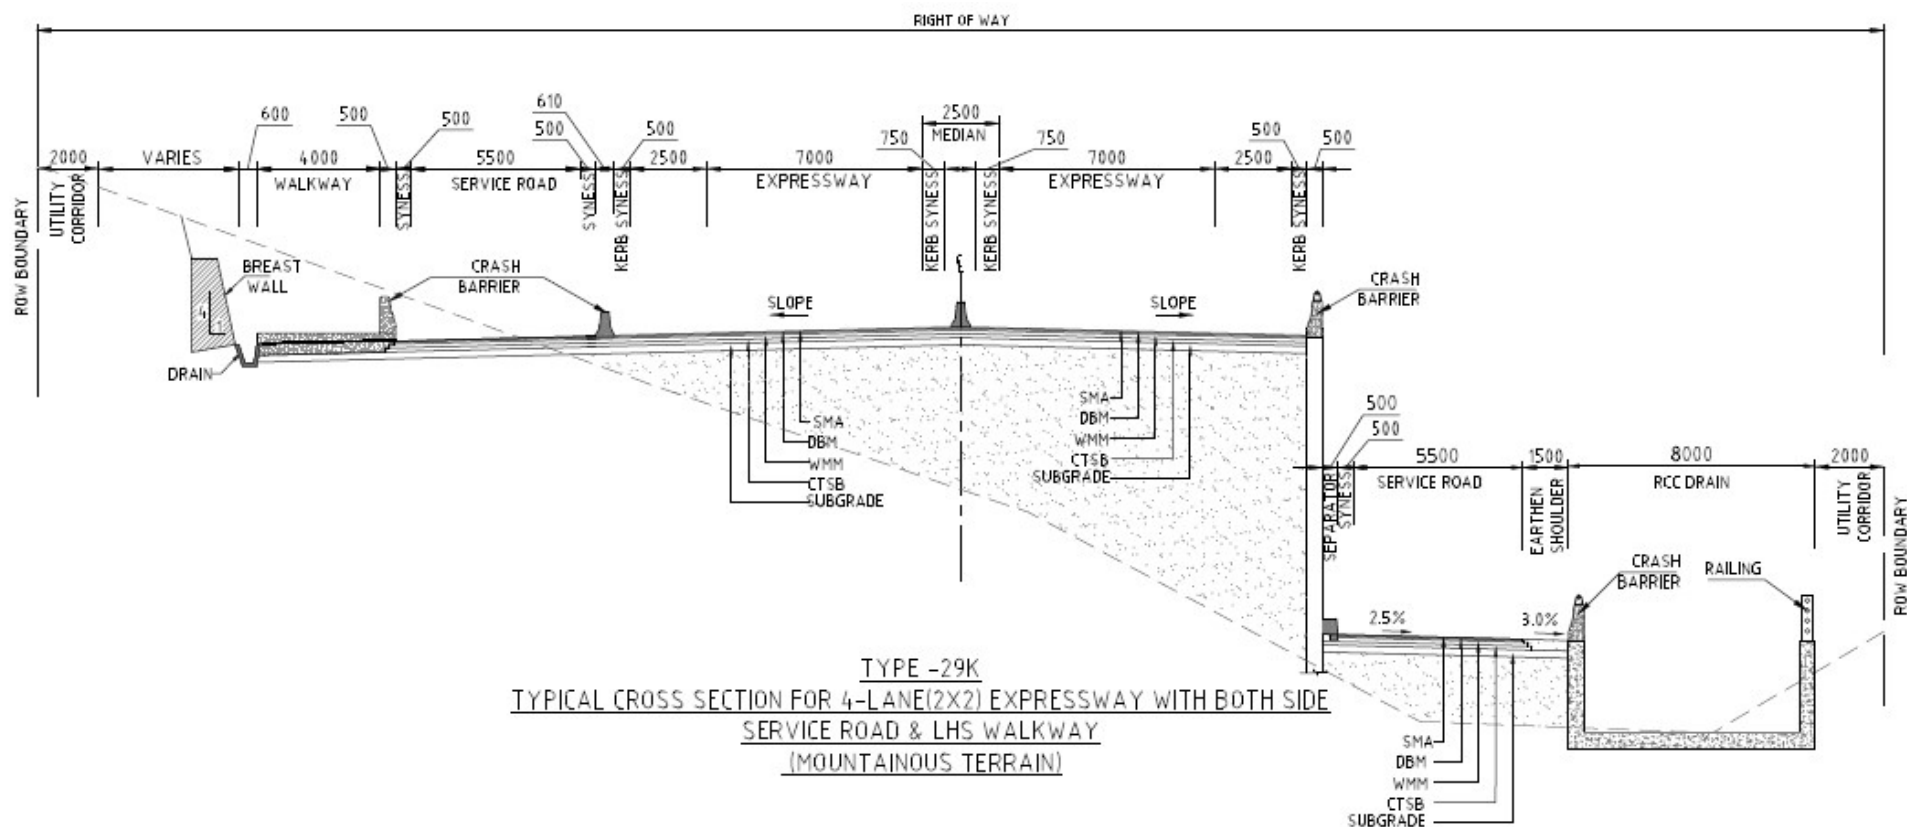 RIGHT OF WAY
2500
MEDIAN
610
600
500
500
500
500
750
750
500
500
2000
VARIES
4000
5500
2500
7000
7000
2500
WALKWAY
SERVICE ROAD
EXPRESSWAY
EXPRESSWAY
ROW BOUNDARY
UTILITY
CORRIDOR
SYNESS
SYNESS
KERB SYNESS
KERB SYNESS
KERB SYNESS
KERB SYNESS
BREAST
WALL
4
1
DRAIN
CRASH
BARRIER
SLOPE
SLOPE
CRASH
BARRIER
SMA
DBM
WMM
CTSB
SUBGRADE
SMA
DBM
WMM
CTSB
SUBGRADE
500
500
5500
1500
8000
2000
SEPARATOR
SYNESS
SERVICE ROAD
EARTHEN
SHOULDER
RCC DRAIN
UTILITY
CORRIDOR
ROW BOUNDARY
CRASH
BARRIER
RAILING
2.5%
3.0%
SMA
DBM
WMM
CTSB
SUBGRADE
TYPE -29K
TYPICAL CROSS SECTION FOR 4-LANE(2X2) EXPRESSWAY WITH BOTH SIDE
SERVICE ROAD & LHS WALKWAY
(MOUNTAINOUS TERRAIN)